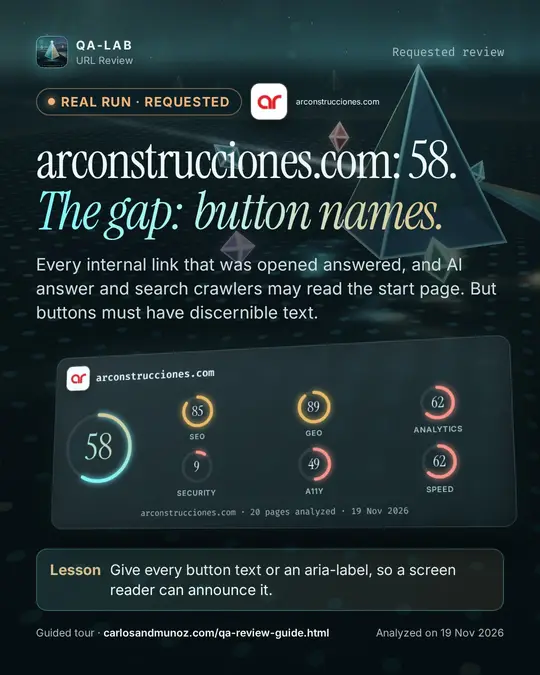 QA-LAB
URL Review
Requested review
REAL RUN · REQUESTED
ar
arconstrucciones.com
arconstrucciones.com: 58.
The gap: button names.
Every internal link that was opened answered, and AI
answer and search crawlers may read the start page. But
buttons must have discernible text.
ar
arconstrucciones.com
58
85
SEO
89
GEO
62
ANALYTICS
9
SECURITY
49
A11Y
62
SPEED
arconstrucciones.com · 20 pages analyzed · 19 Nov 2026
Lesson
Give every button text or an aria-label, so a screen
reader can announce it.
Guided tour · carlosandmunoz.com/qa-review-guide.html
Analyzed on 19 Nov 2026